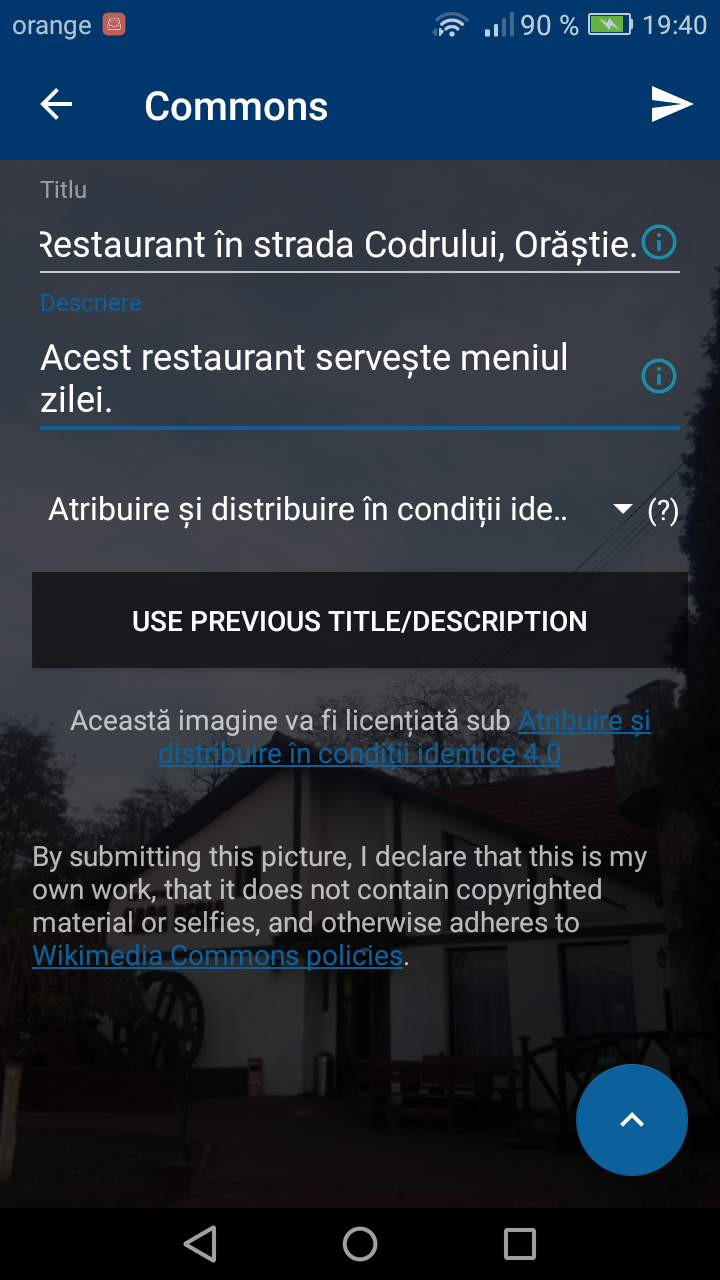 orange 90 % 19:40
Commons
Titlu
Restaurant în strada Codrului, Orăștie.
Descriere
Acest restaurant servește meniul
zilei.
Atribuire și distribuire în condiții ide.. (?)
USE PREVIOUS TITLE/DESCRIPTION
Această imagine va fi licențiată sub Atribuire și
distribuire în condiții identice 4.0
By submitting this picture, I declare that this is my
own work, that it does not contain copyrighted
material or selfies, and otherwise adheres to
Wikimedia Commons policies.